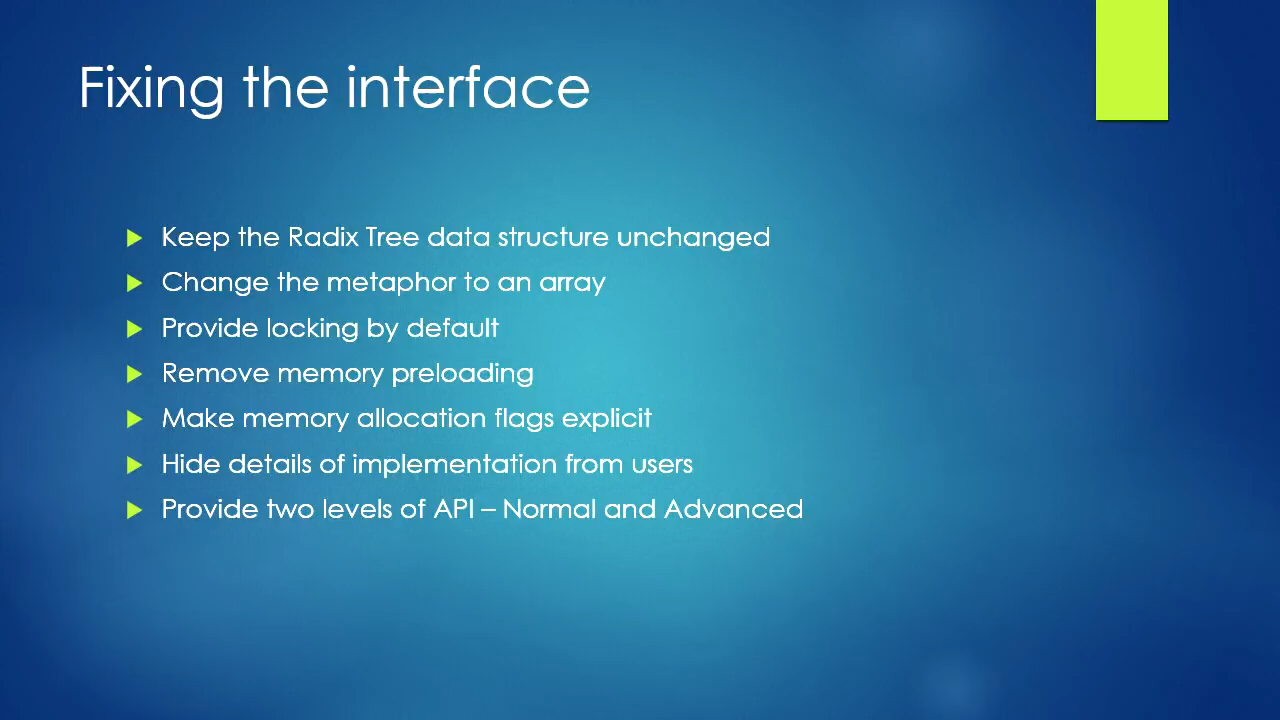 Fixing the interface
Keep the Radix Tree data structure unchanged
Change the metaphor to an array
Provide locking by default
Remove memory preloading
Make memory allocation flags explicit
Hide details of implementation from users
Provide two levels of API – Normal and Advanced